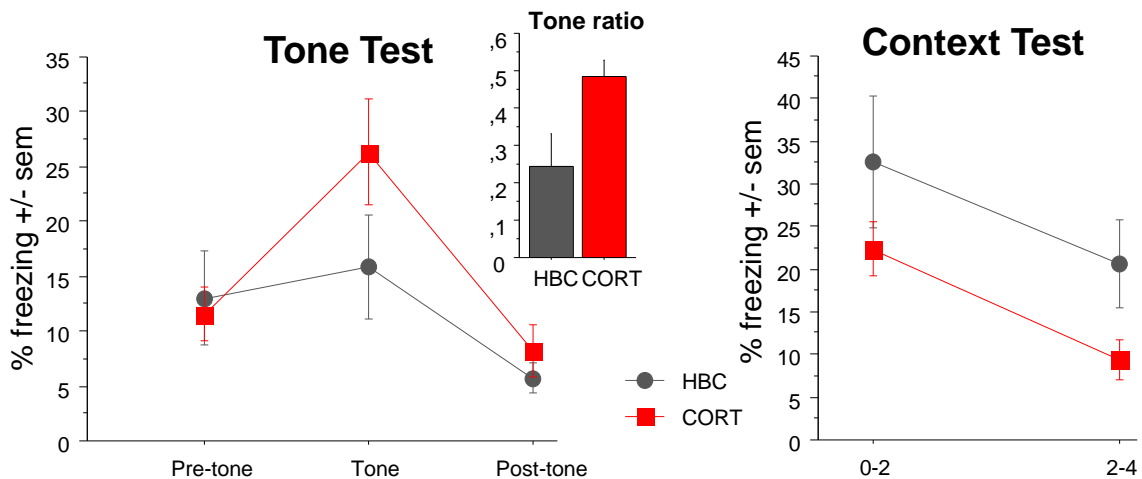 Tone Test
% freezing +/- sem
35
30
25
20
15
10
5
0
Pre-tone Tone Post-tone
Tone ratio
,6
,5
,4
,3
,2
,1
0
HBC CORT
HBC
CORT
Context Test
% freezing +/- sem
45
40
35
30
25
20
15
10
5
0
0-2 2-4